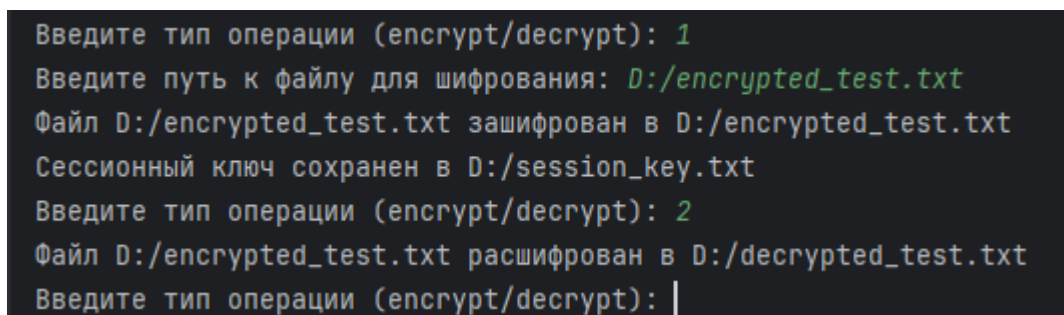 Введите тип операции (encrypt/decrypt): 1
Введите путь к файлу для шифрования: D:/encrypted_test.txt
Файл D:/encrypted_test.txt зашифрован в D:/encrypted_test.txt
Сессионный ключ сохранен в D:/session_key.txt
Введите тип операции (encrypt/decrypt): 2
Файл D:/encrypted_test.txt расшифрован в D:/decrypted_test.txt
Введите тип операции (encrypt/decrypt):